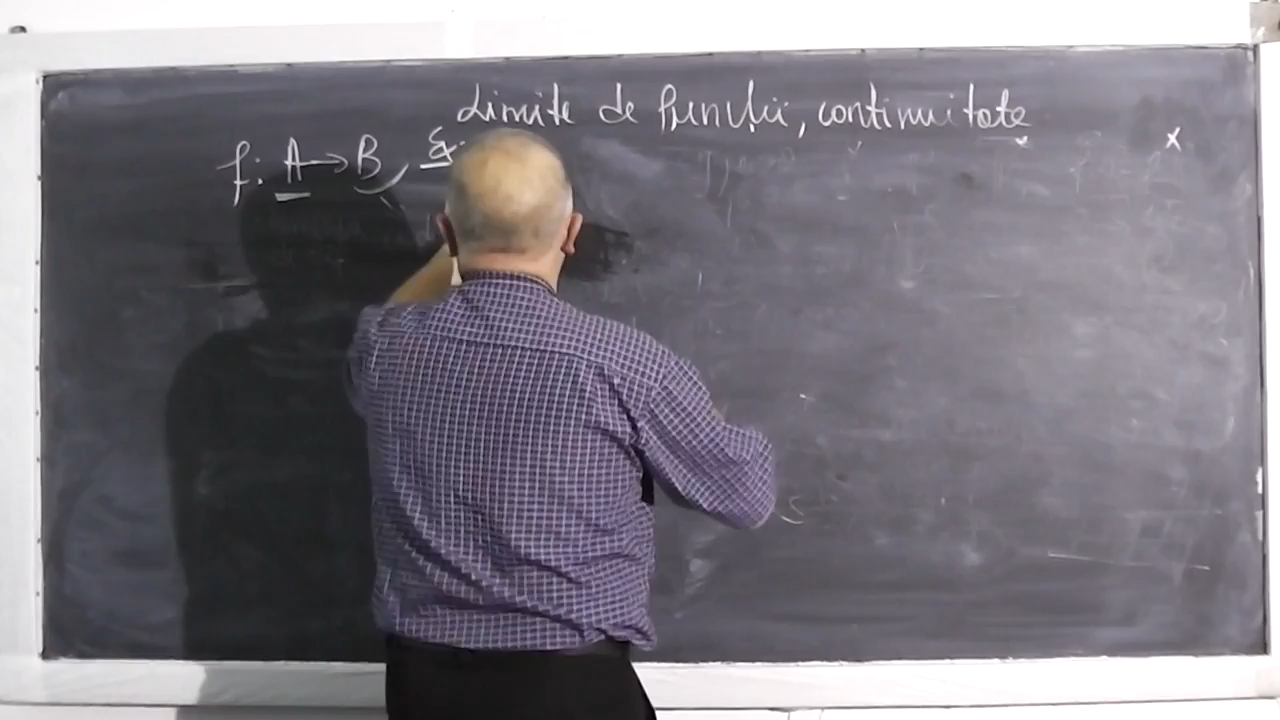 Limite de funcții, continuitate
f: A → B,
x